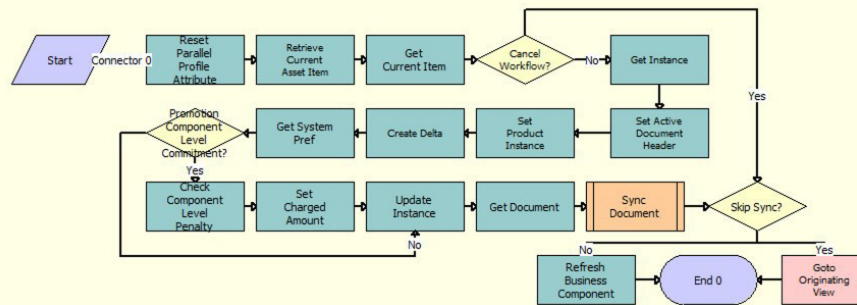 Start
Connector 0
Reset
Parallel
Profile
Attribute
Retrieve
Current
Asset Item
Get
Current Item
Cancel
Workflow?
No
Get Instance
Yes
Promotion
Component
Level
Commitment?
Get System
Pref
Create Delta
Set
Product
Instance
Set Active
Document
Header
Yes
Check
Component
Level
Penalty
Set
Charged
Amount
Update
Instance
Get Document
Sync
Document
Skip Sync?
No
No
Yes
Refresh
Business
Component
End 0
Goto
Originating
View